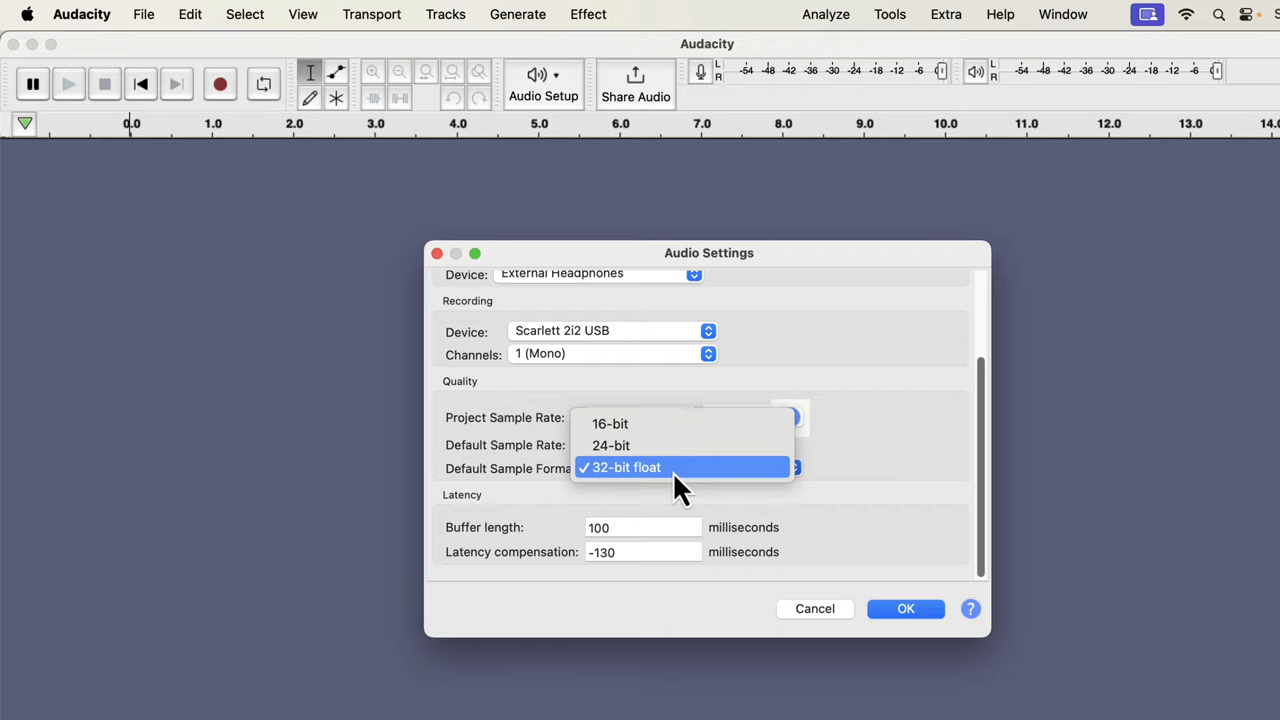 Audacity File Edit Select View Transport Tracks Generate Effect Analyze Tools Extra Help Window
Audacity
Audio Setup
Share Audio
L
R
-54 -48 -42 -36 -30 -24 -18 -12 -6 0
L
R
-54 -48 -42 -36 -30 -24 -18 -12 -6 0
0.0 1.0 2.0 3.0 4.0 5.0 6.0 7.0 8.0 9.0 10.0 11.0 12.0 13.0 14.0
Audio Settings
Device: External Headphones
Recording
Device: Scarlett 2i2 USB
Channels: 1 (Mono)
Quality
Project Sample Rate:
16-bit
Default Sample Rate:
24-bit
Default Sample Forma
✓ 32-bit float
Latency
Buffer length: 100 milliseconds
Latency compensation: -130 milliseconds
Cancel OK ?